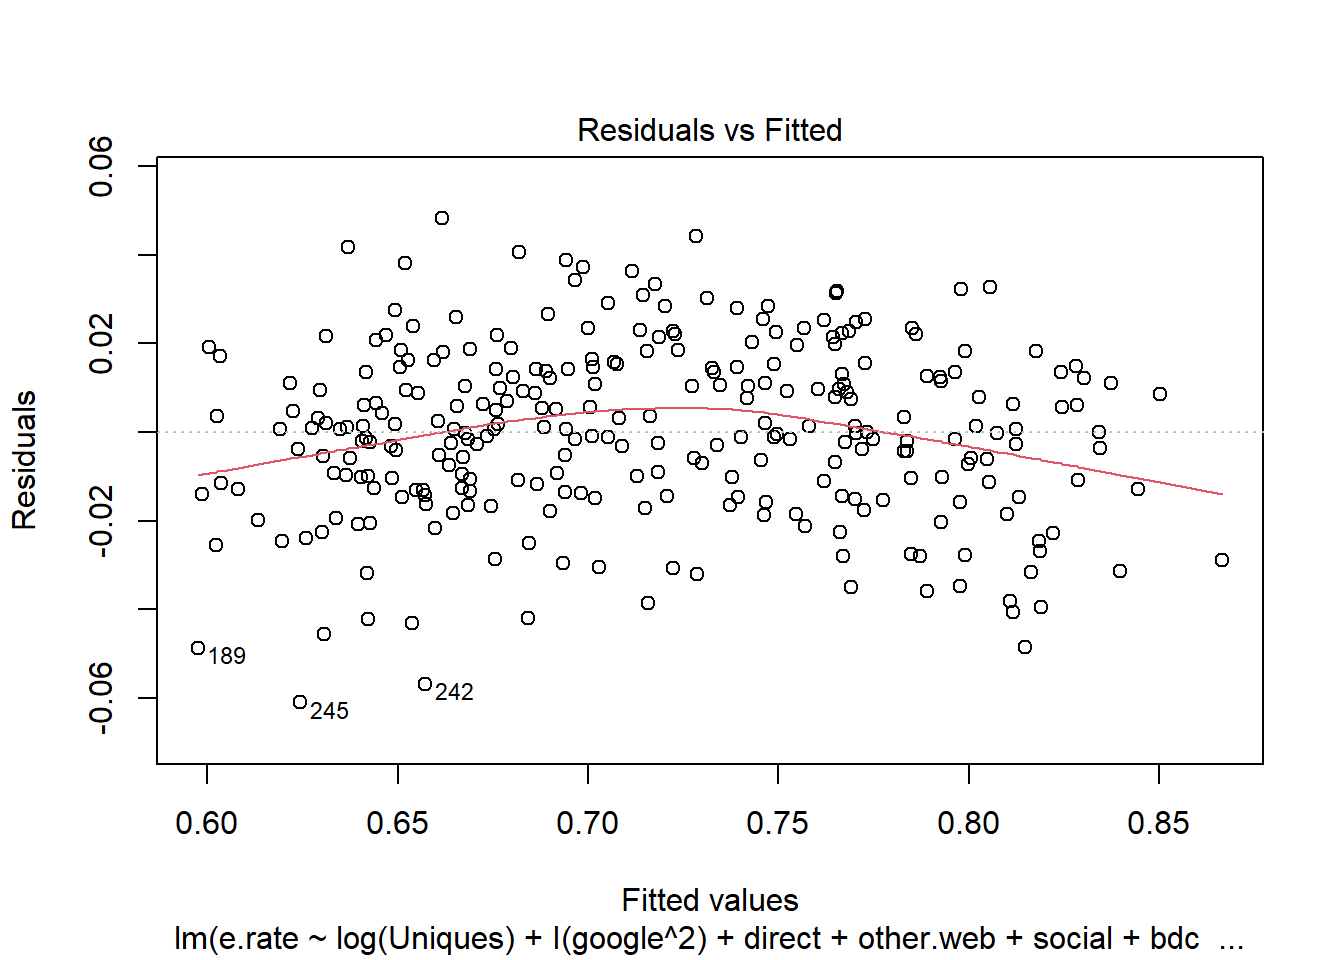 Residuals vs Fitted
0.06
0.02
-0.02
-0.06
Residuals
189
245
242
0.60 0.65 0.70 0.75 0.80 0.85
Fitted values
lm(e.rate ~ log(Uniques) + I(google^2) + direct + other.web + social + bdc ...